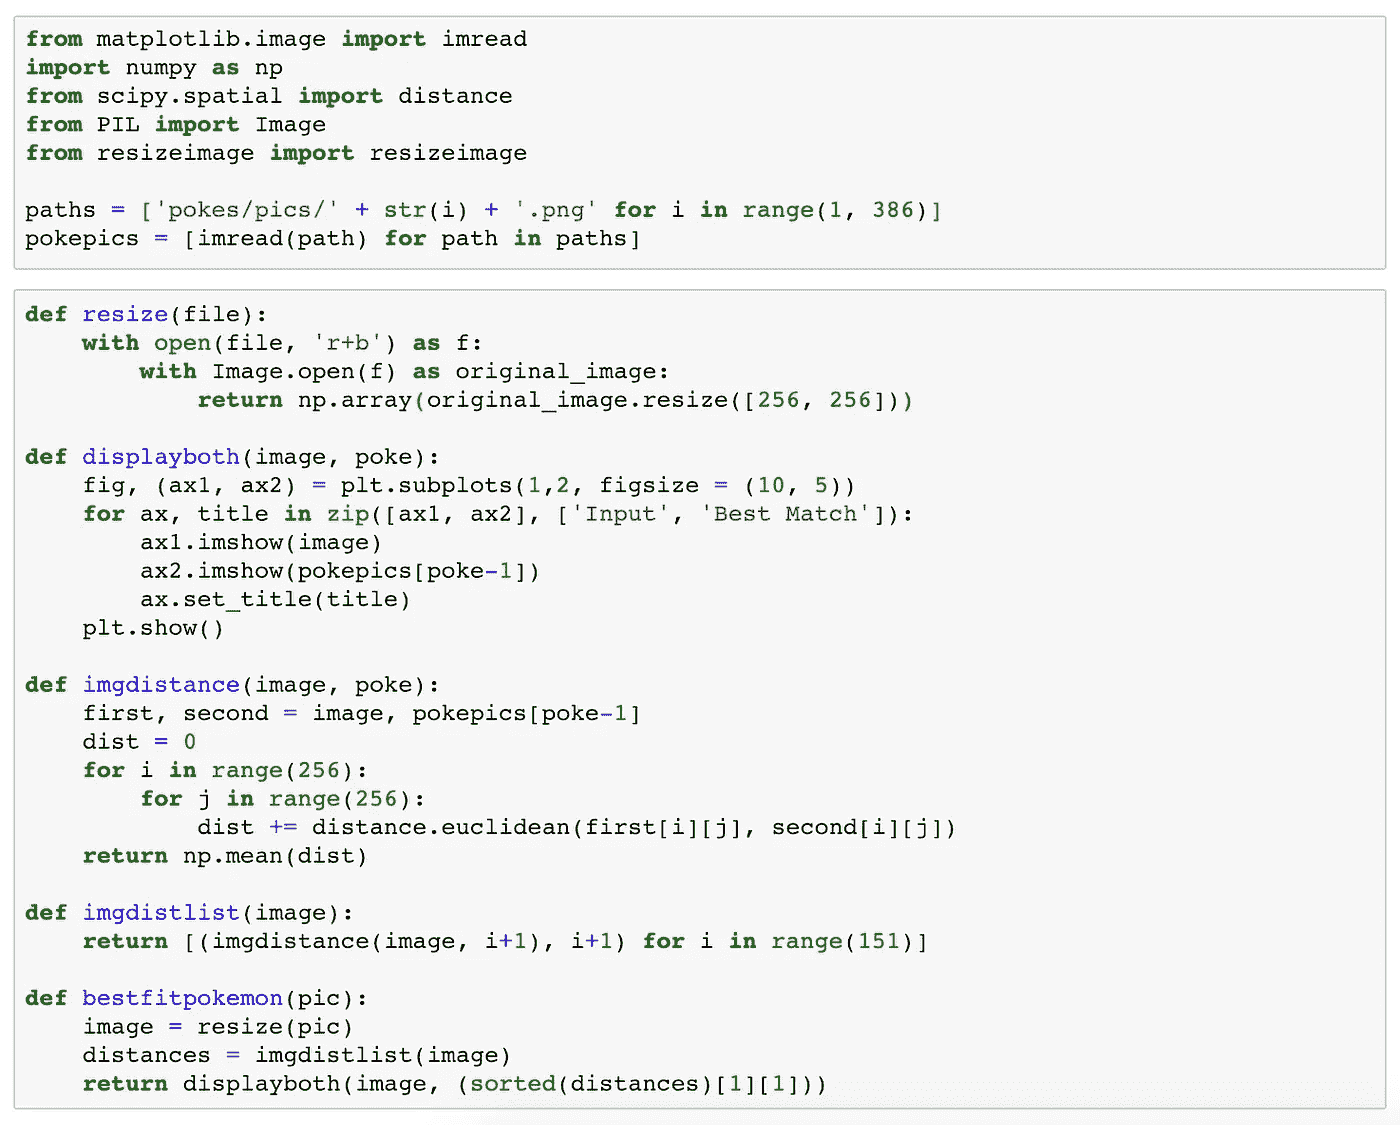 from matplotlib.image import imread
import numpy as np
from scipy.spatial import distance
from PIL import Image
from resizeimage import resizeimage

paths = ['pokes/pics/' + str(i) + '.png' for i in range(1, 386)]
pokepics = [imread(path) for path in paths]

def resize(file):
    with open(file, 'r+b') as f:
        with Image.open(f) as original_image:
            return np.array(original_image.resize([256, 256]))

def displayboth(image, poke):
    fig, (ax1, ax2) = plt.subplots(1,2, figsize = (10, 5))
    for ax, title in zip([ax1, ax2], ['Input', 'Best Match']):
        ax1.imshow(image)
        ax2.imshow(pokepics[poke-1])
        ax.set_title(title)
    plt.show()

def imgdistance(image, poke):
    first, second = image, pokepics[poke-1]
    dist = 0
    for i in range(256):
        for j in range(256):
            dist += distance.euclidean(first[i][j], second[i][j])
    return np.mean(dist)

def imgdistlist(image):
    return [(imgdistance(image, i+1), i+1) for i in range(151)]

def bestfitpokemon(pic):
    image = resize(pic)
    distances = imgdistlist(image)
    return displayboth(image, (sorted(distances)[1][1]))